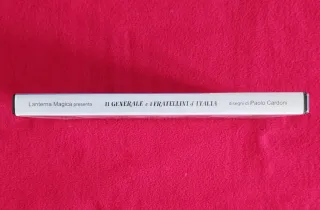 Lanterna Magica presenta IL GENERALE e i FRATELLINI d'ITALIA disegni di Paolo Cardoni